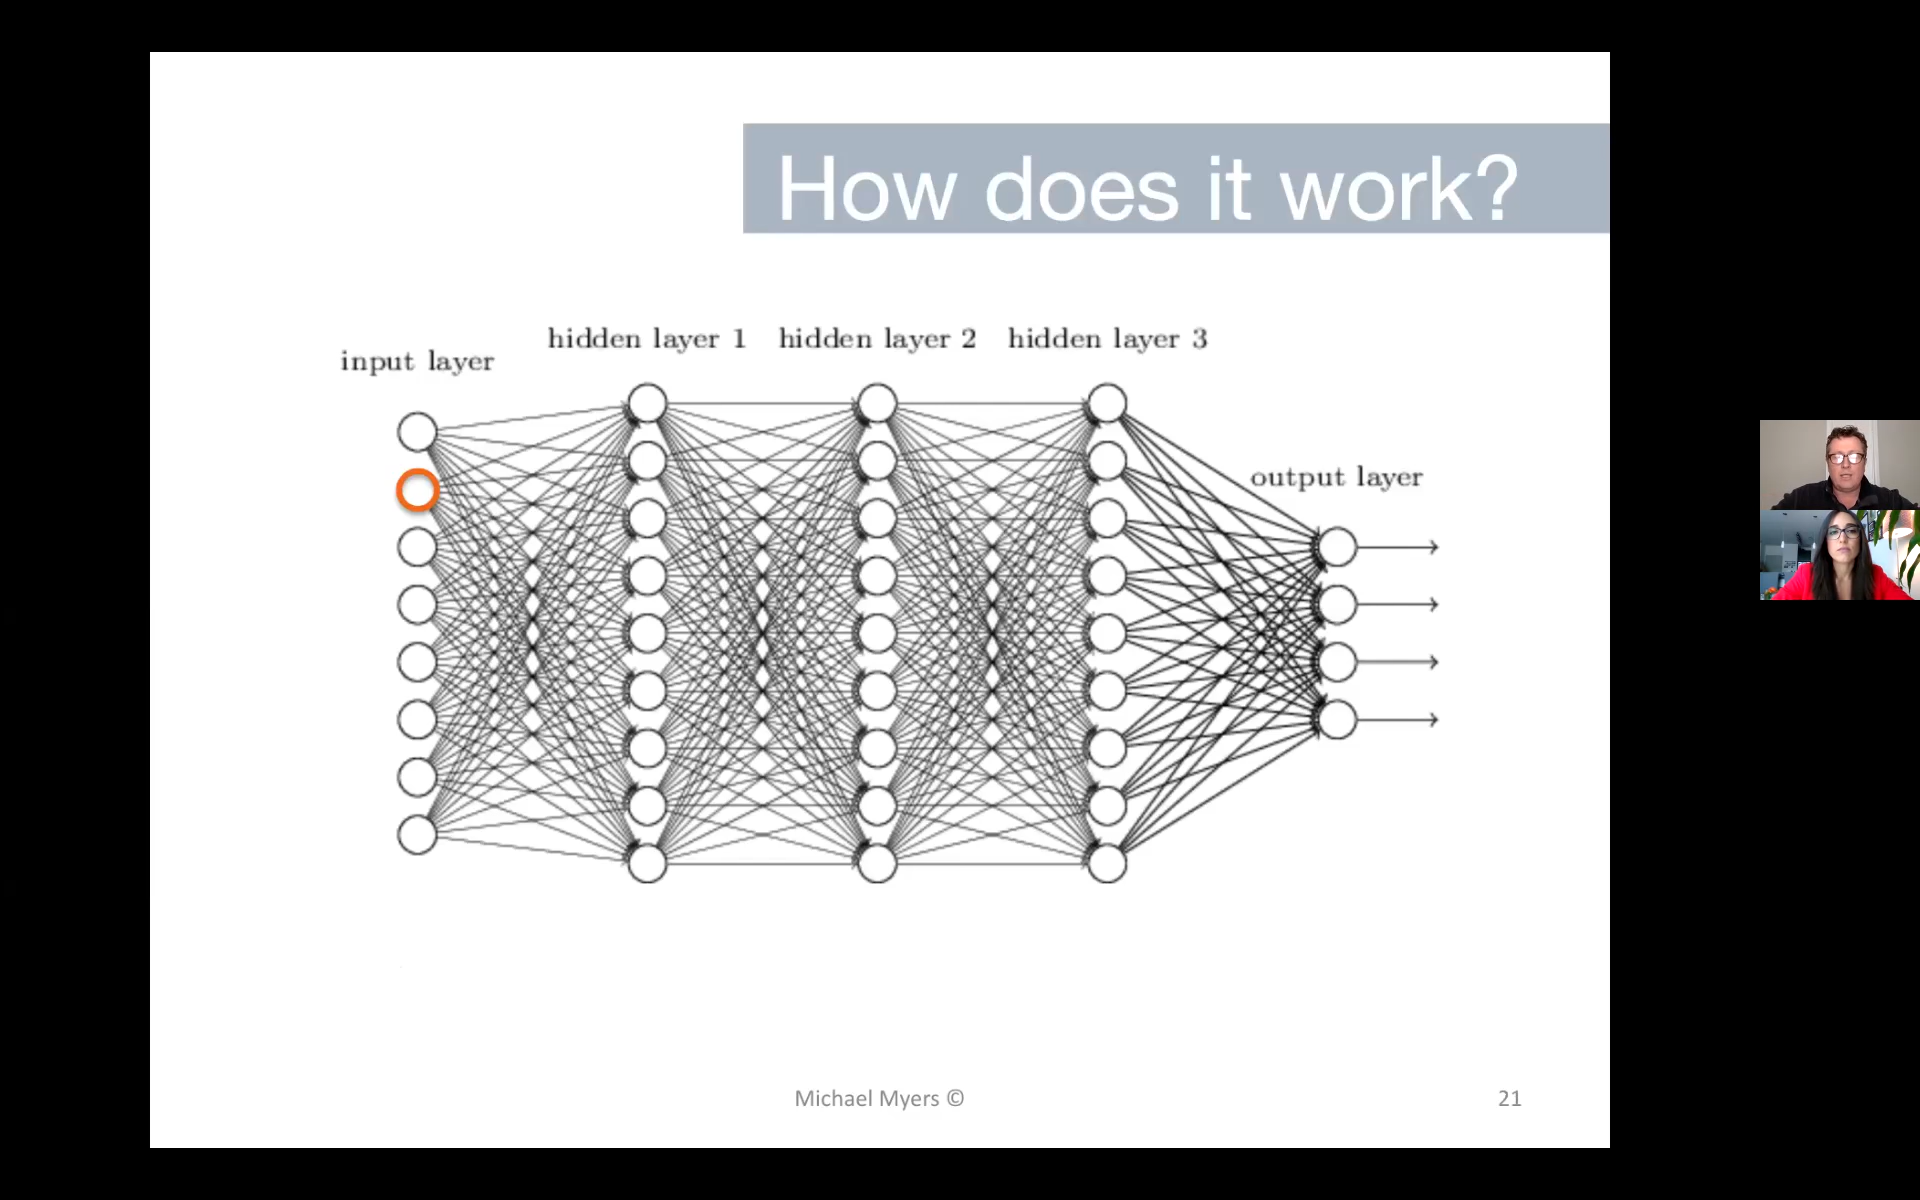 How does it work?
hidden layer 1
hidden layer 2
hidden layer 3
input layer
output layer
Michael Myers ©
21